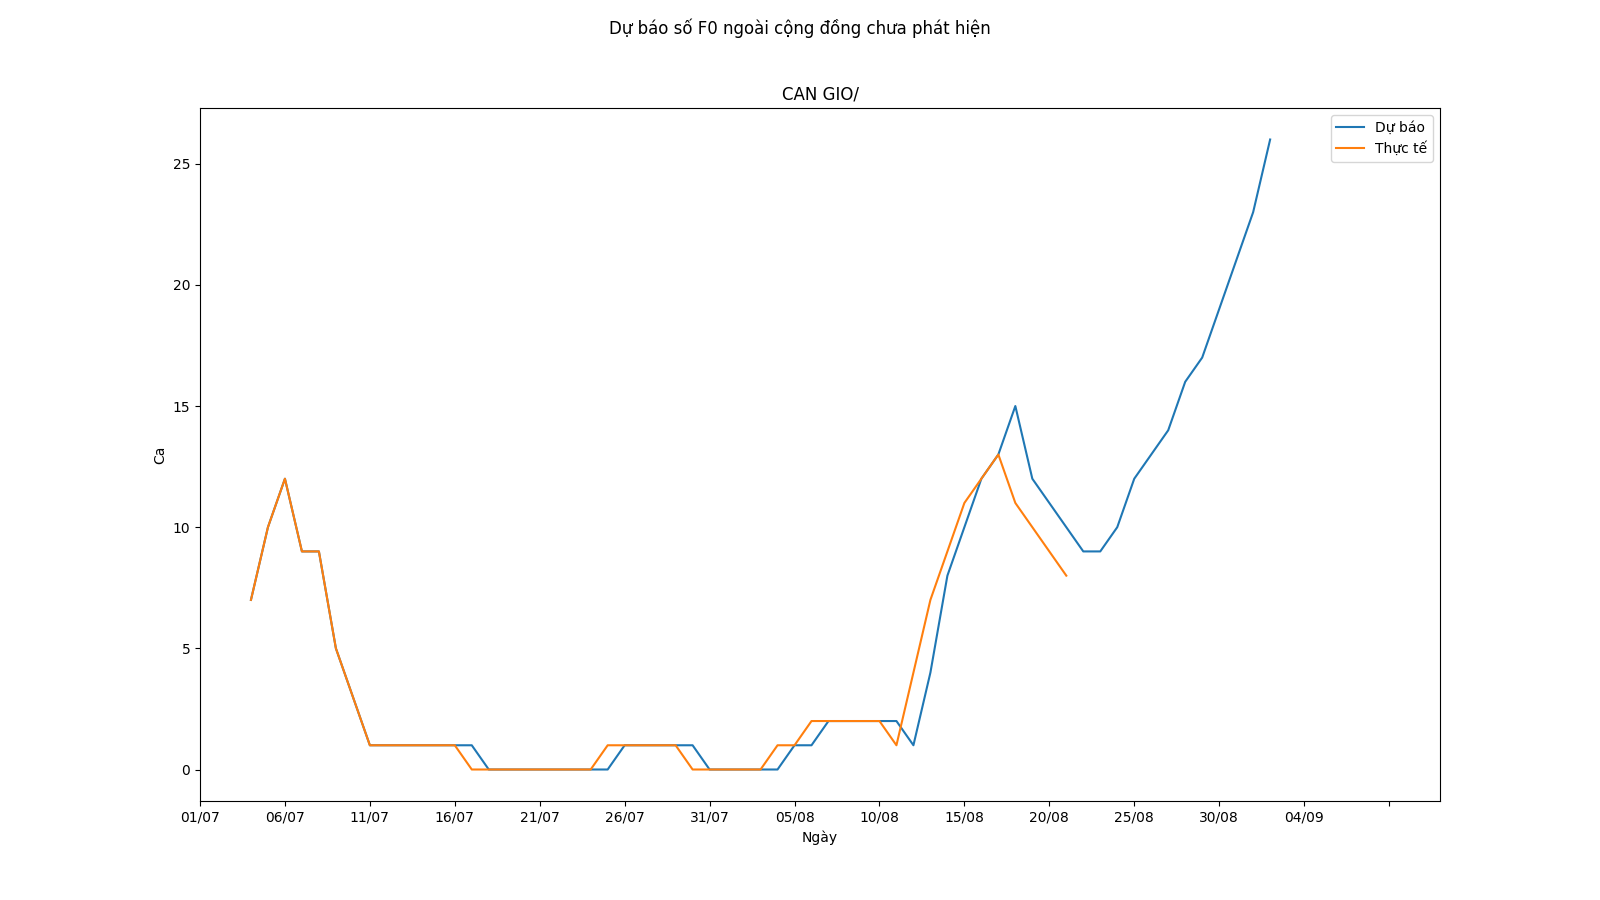 Dự báo số F0 ngoài cộng đồng chưa phát hiện
CAN GIO/
Dự báo
Thực tế
25
20
15
10
5
0
Ca
01/07 06/07 11/07 16/07 21/07 26/07 31/07 05/08 10/08 15/08 20/08 25/08 30/08 04/09
Ngày